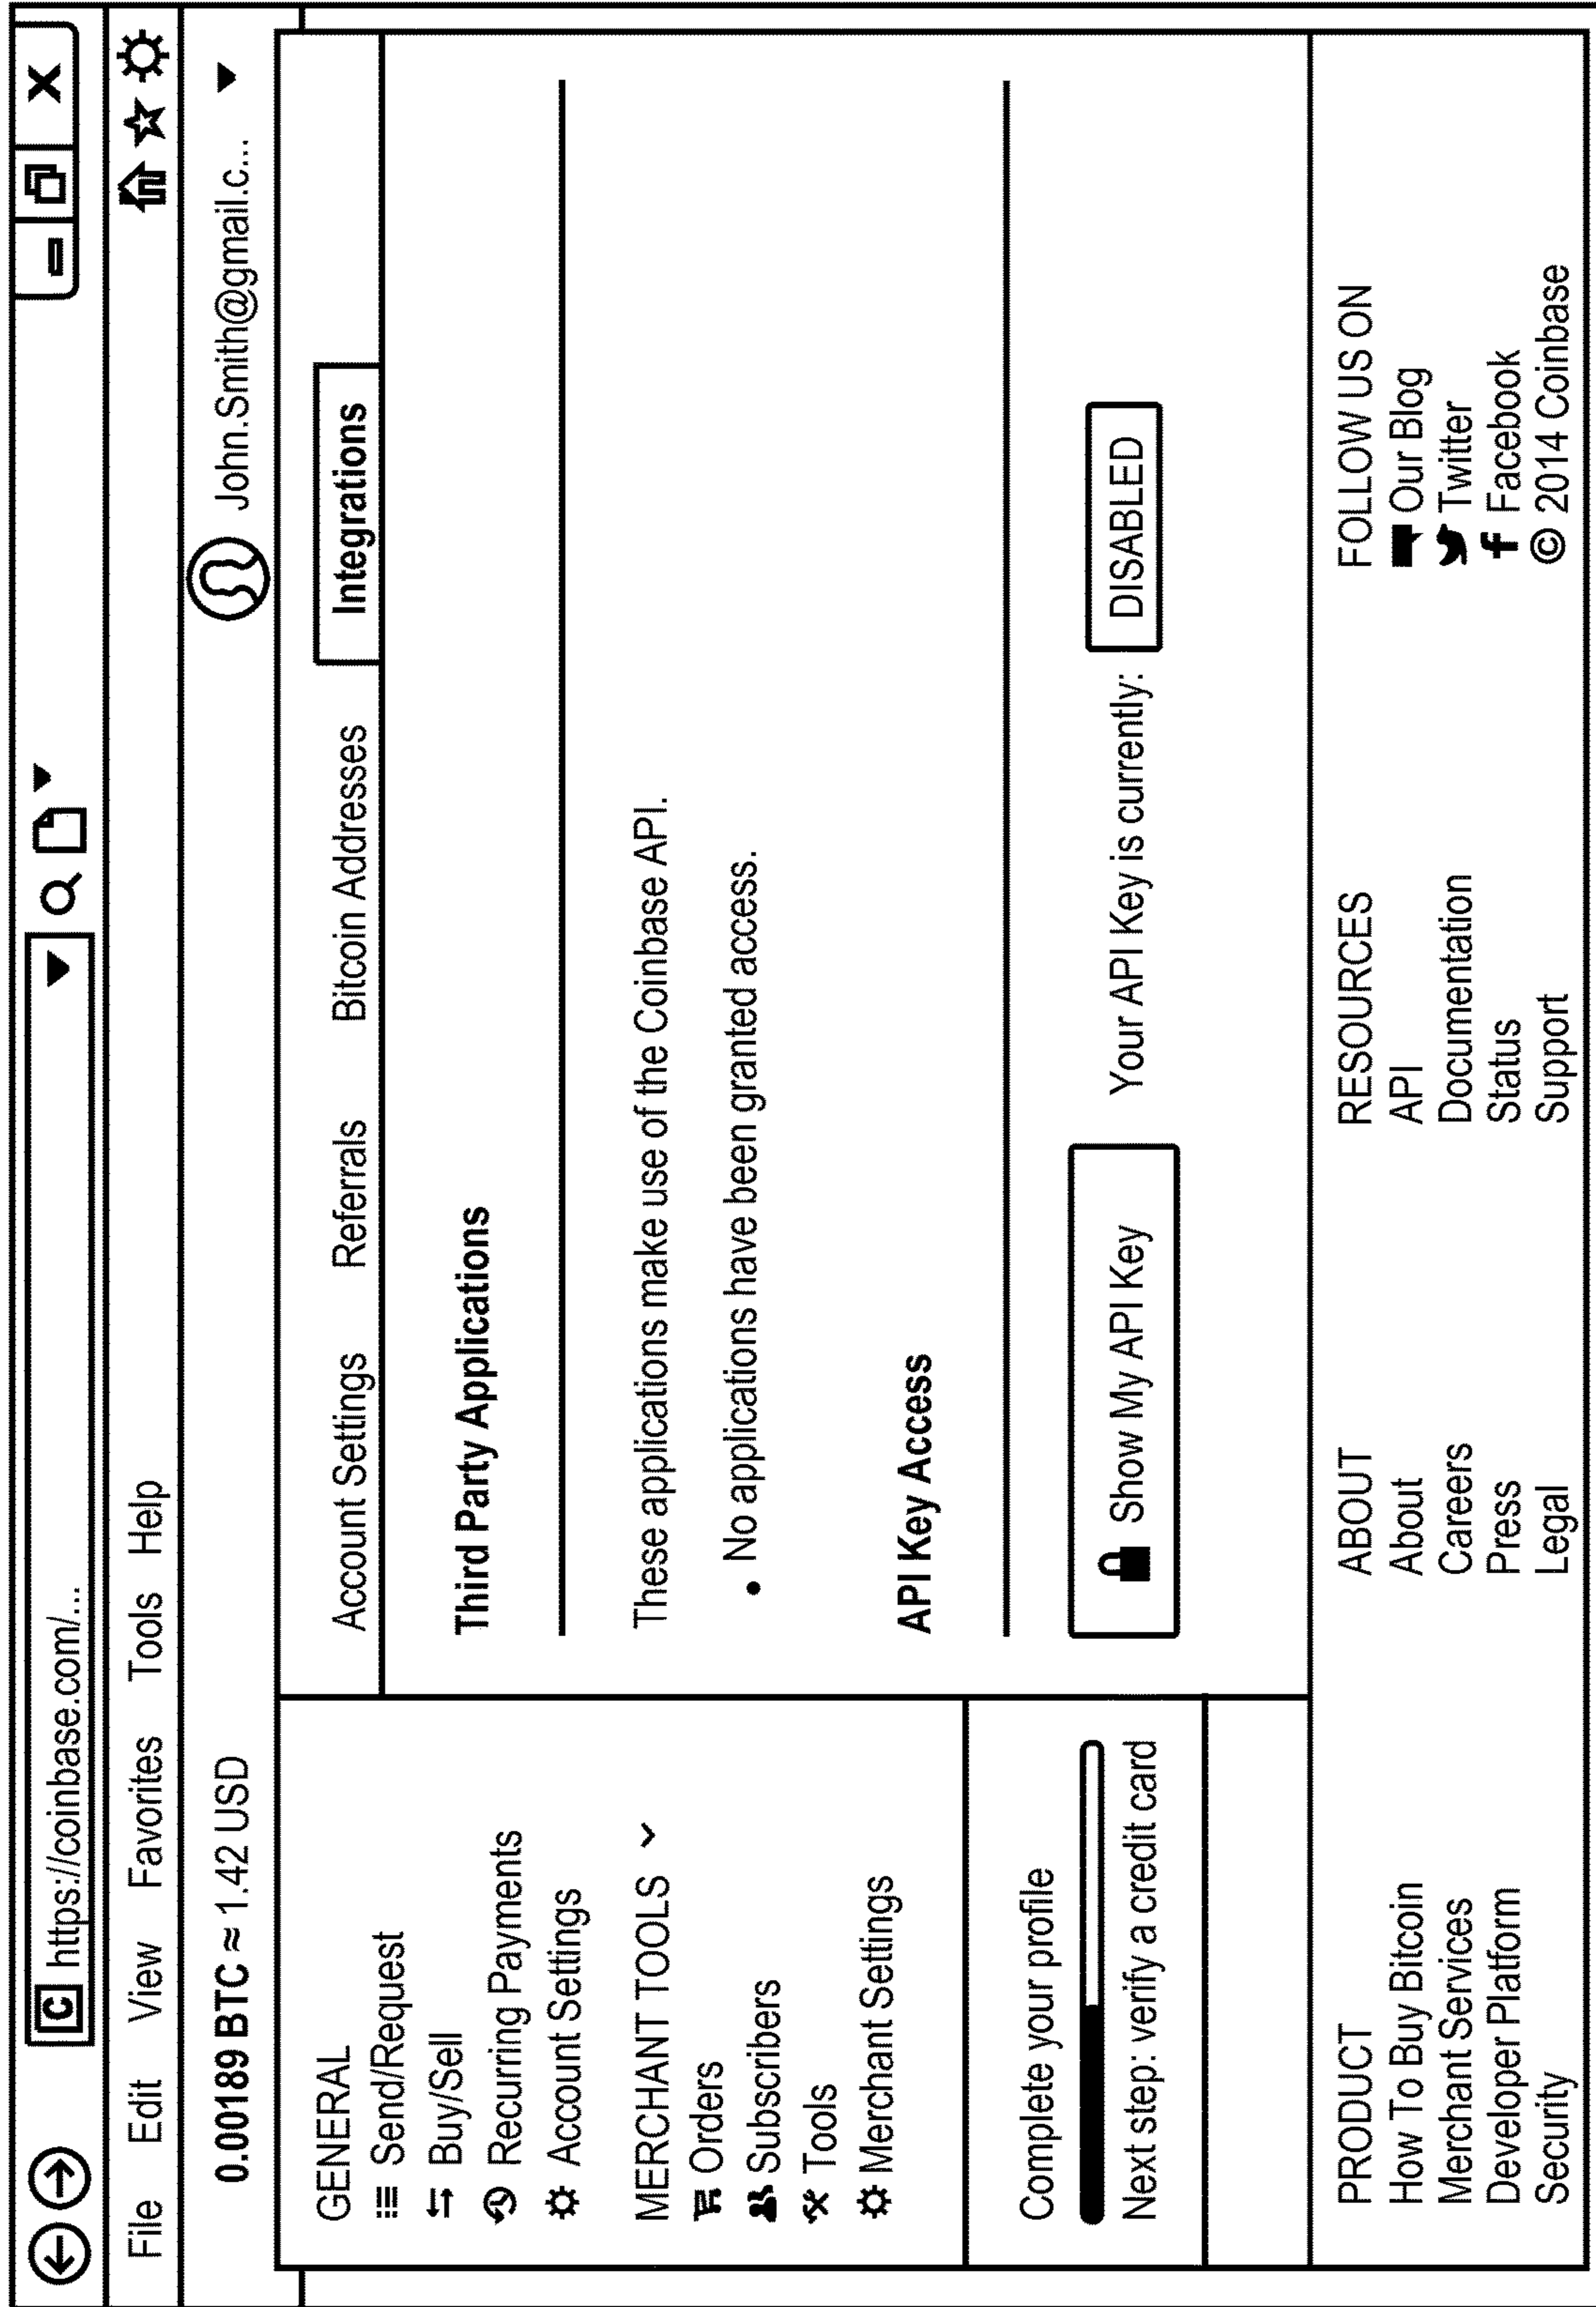 C https://coinbase.com/...
X
File Edit View Favorites Tools Help
0.00189 BTC ≈ 1.42 USD
John.Smith@gmail.c...
GENERAL
Send/Request
Buy/Sell
Recurring Payments
Account Settings
MERCHANT TOOLS
Orders
Subscribers
Tools
Merchant Settings
Complete your profile
Next step: verify a credit card
Account Settings Referrals Bitcoin Addresses Integrations
Third Party Applications
These applications make use of the Coinbase API.
• No applications have been granted access.
API Key Access
Show My API Key Your API Key is currently: DISABLED
PRODUCT
How To Buy Bitcoin
Merchant Services
Developer Platform
Security
ABOUT
About
Careers
Press
Legal
RESOURCES
API
Documentation
Status
Support
FOLLOW US ON
Our Blog
Twitter
f Facebook
© 2014 Coinbase